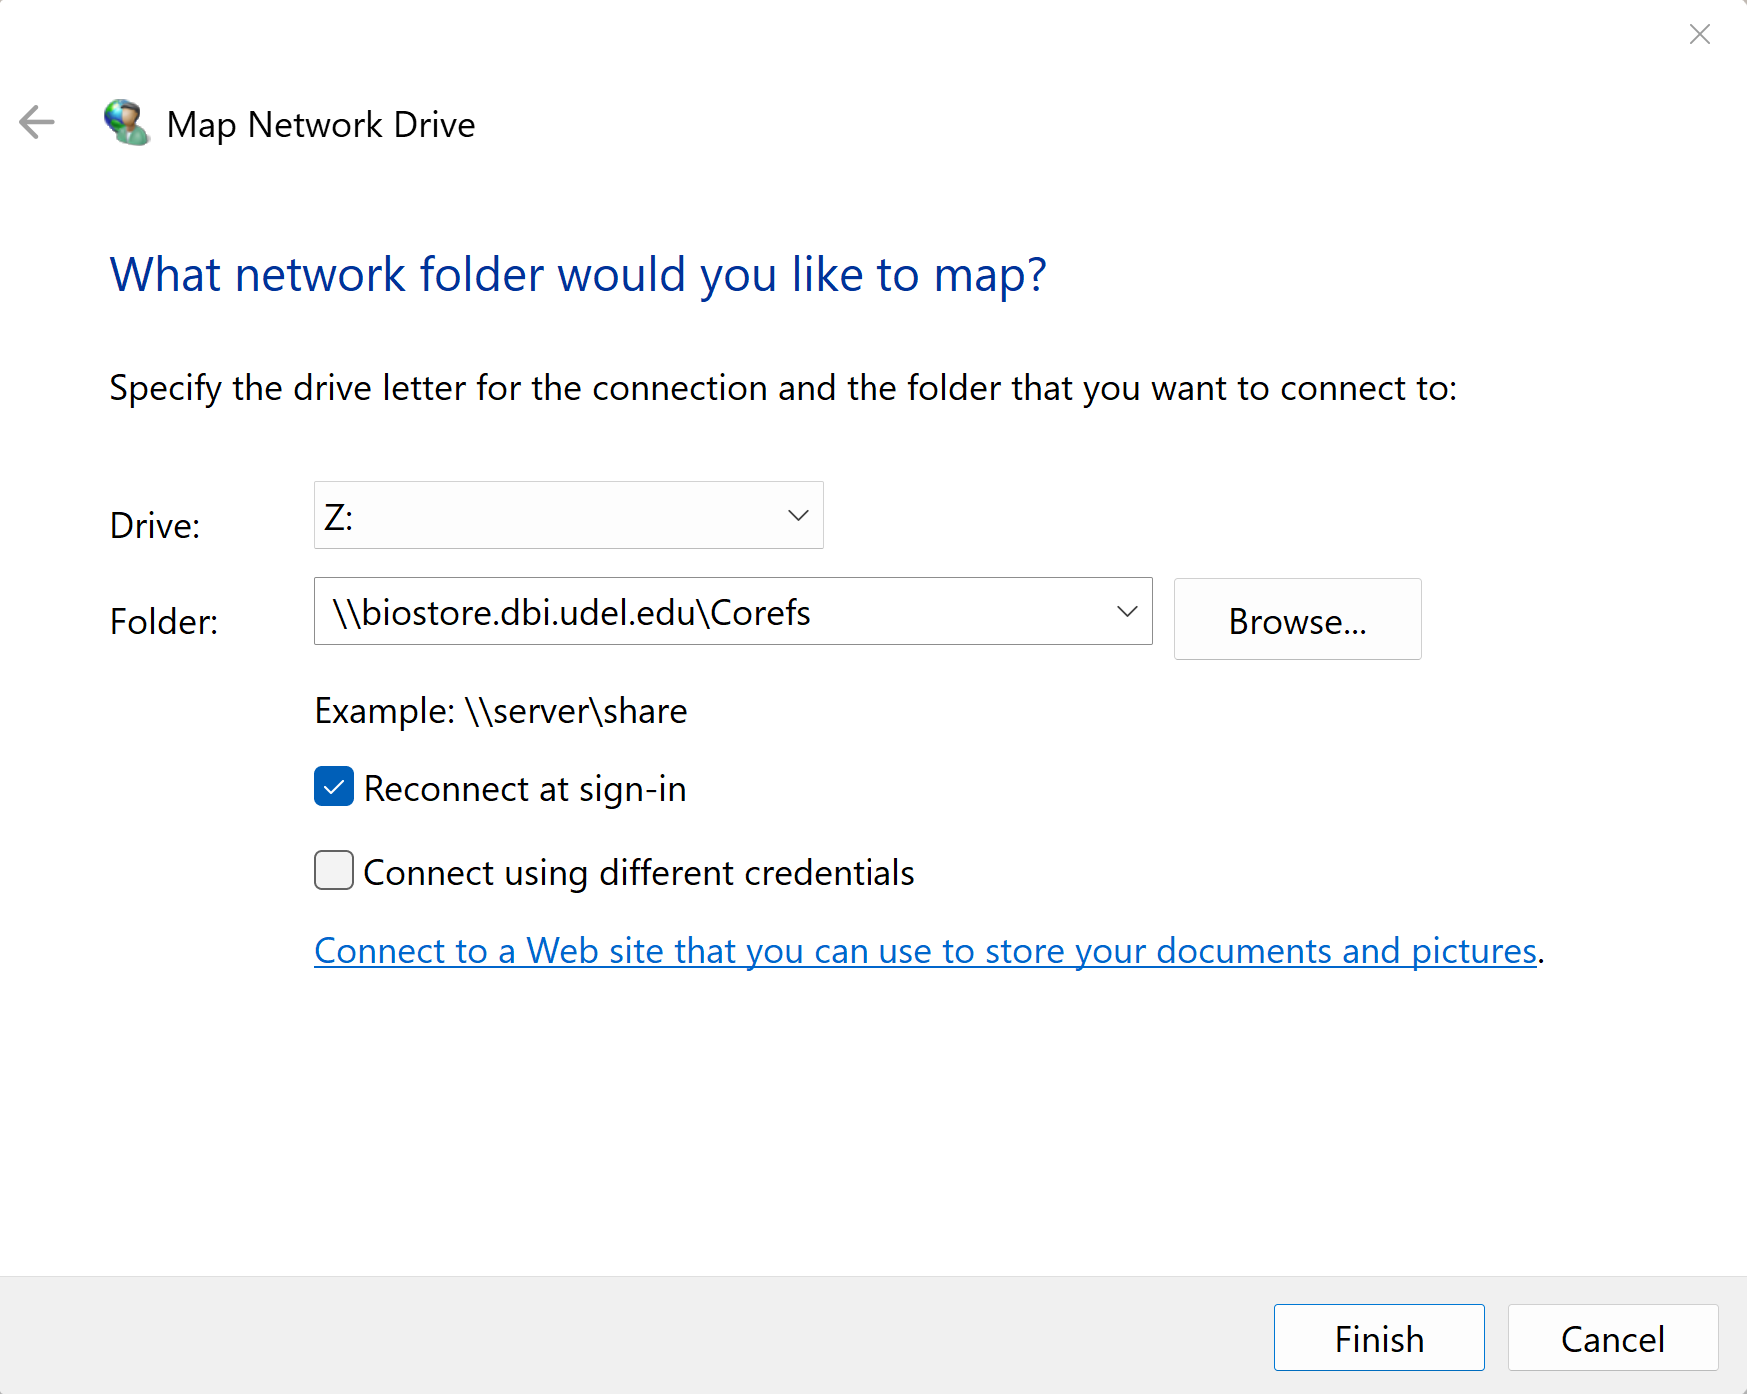 Map Network Drive
What network folder would you like to map?
Specify the drive letter for the connection and the folder that you want to connect to:
Drive: Z:
Folder: \\biostore.dbi.udel.edu\Corefs Browse...
Example: \\server\share
Reconnect at sign-in
Connect using different credentials
Connect to a Web site that you can use to store your documents and pictures.
Finish Cancel